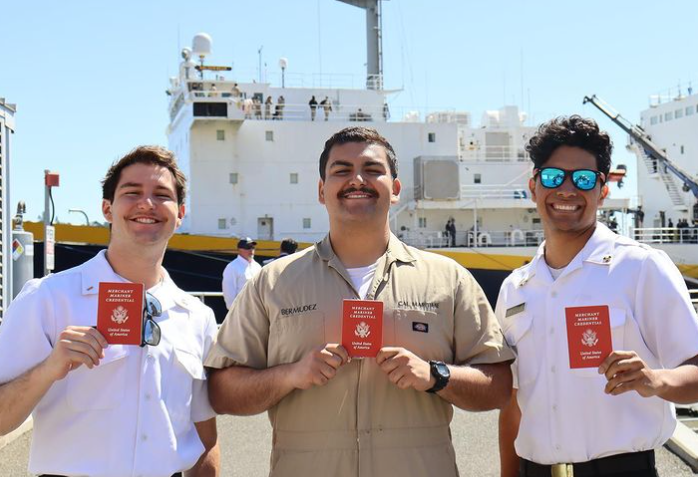 MERCHANT
MARINER
CREDENTIAL
United States
of America
BERMUDEZ
CAL MARITIME
MERCHANT
MARINER
CREDENTIAL
United States
of America
MERCHANT
MARINER
CREDENTIAL
United States
of America